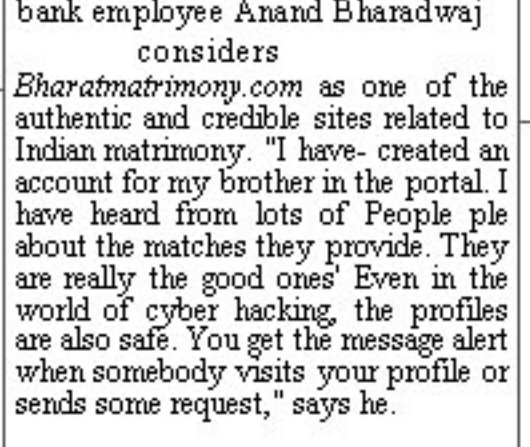 bank employee Anand Bharadwaj
considers
Bharatmatrimony.com as one of the
authentic and credible sites related to
Indian matrimony. "I have- created an
account for my brother in the portal. I
have heard from lots of People ple
about the matches they provide. They
are really the good ones' Even in the
world of cyber hacking, the profiles
are also safe. You get the message alert
when somebody visits your profile or
sends some request," says he.